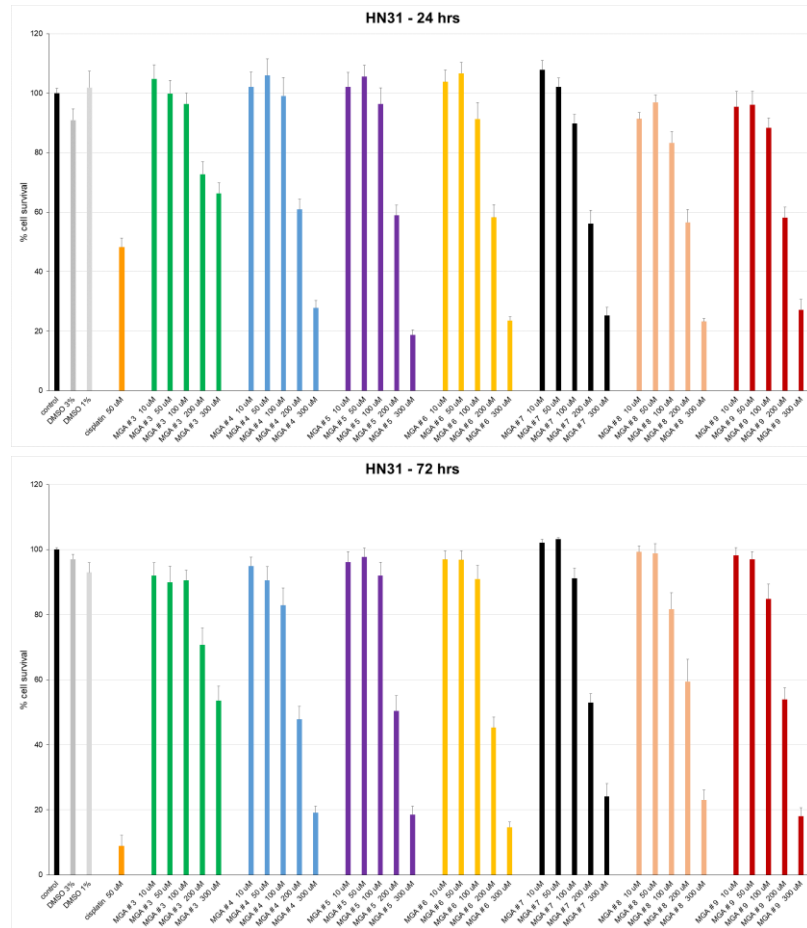 HN31 - 24 hrs
120
100
80
60
40
20
0
% cell survival
control
DMSO 3%
DMSO 1%
cisplatin 50 uM
MGA # 3 10 uM
MGA # 3 50 uM
MGA # 3 100 uM
MGA # 3 200 uM
MGA # 3 300 uM
MGA # 4 10 uM
MGA # 4 50 uM
MGA # 4 100 uM
MGA # 4 200 uM
MGA # 4 300 uM
MGA # 5 10 uM
MGA # 5 50 uM
MGA # 5 100 uM
MGA # 5 200 uM
MGA # 5 300 uM
MGA # 6 10 uM
MGA # 6 50 uM
MGA # 6 100 uM
MGA # 6 200 uM
MGA # 6 300 uM
MGA # 7 10 uM
MGA # 7 50 uM
MGA # 7 100 uM
MGA # 7 200 uM
MGA # 7 300 uM
MGA # 8 10 uM
MGA # 8 50 uM
MGA # 8 100 uM
MGA # 8 200 uM
MGA # 8 300 uM
MGA # 9 10 uM
MGA # 9 50 uM
MGA # 9 100 uM
MGA # 9 200 uM
MGA # 9 300 uM
HN31 - 72 hrs
120
100
80
60
40
20
0
% cell survival
control
DMSO 3%
DMSO 1%
cisplatin 50 uM
MGA # 3 10 uM
MGA # 3 50 uM
MGA # 3 100 uM
MGA # 3 200 uM
MGA # 3 300 uM
MGA # 4 10 uM
MGA # 4 50 uM
MGA # 4 100 uM
MGA # 4 200 uM
MGA # 4 300 uM
MGA # 5 10 uM
MGA # 5 50 uM
MGA # 5 100 uM
MGA # 5 200 uM
MGA # 5 300 uM
MGA # 6 10 uM
MGA # 6 50 uM
MGA # 6 100 uM
MGA # 6 200 uM
MGA # 6 300 uM
MGA # 7 10 uM
MGA # 7 50 uM
MGA # 7 100 uM
MGA # 7 200 uM
MGA # 7 300 uM
MGA # 8 10 uM
MGA # 8 50 uM
MGA # 8 100 uM
MGA # 8 200 uM
MGA # 8 300 uM
MGA # 9 10 uM
MGA # 9 50 uM
MGA # 9 100 uM
MGA # 9 200 uM
MGA # 9 300 uM